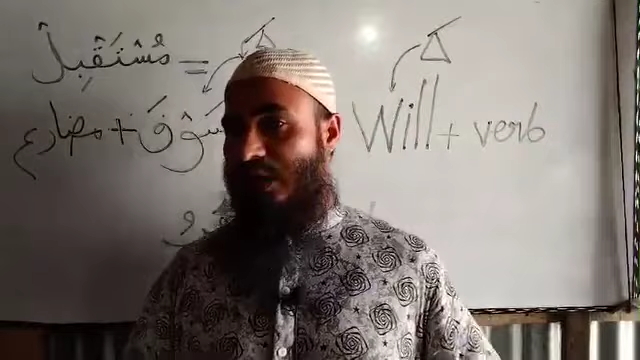 مُسْتَقْبِلٌ =
سَوْفَ + مضارع Will + verb